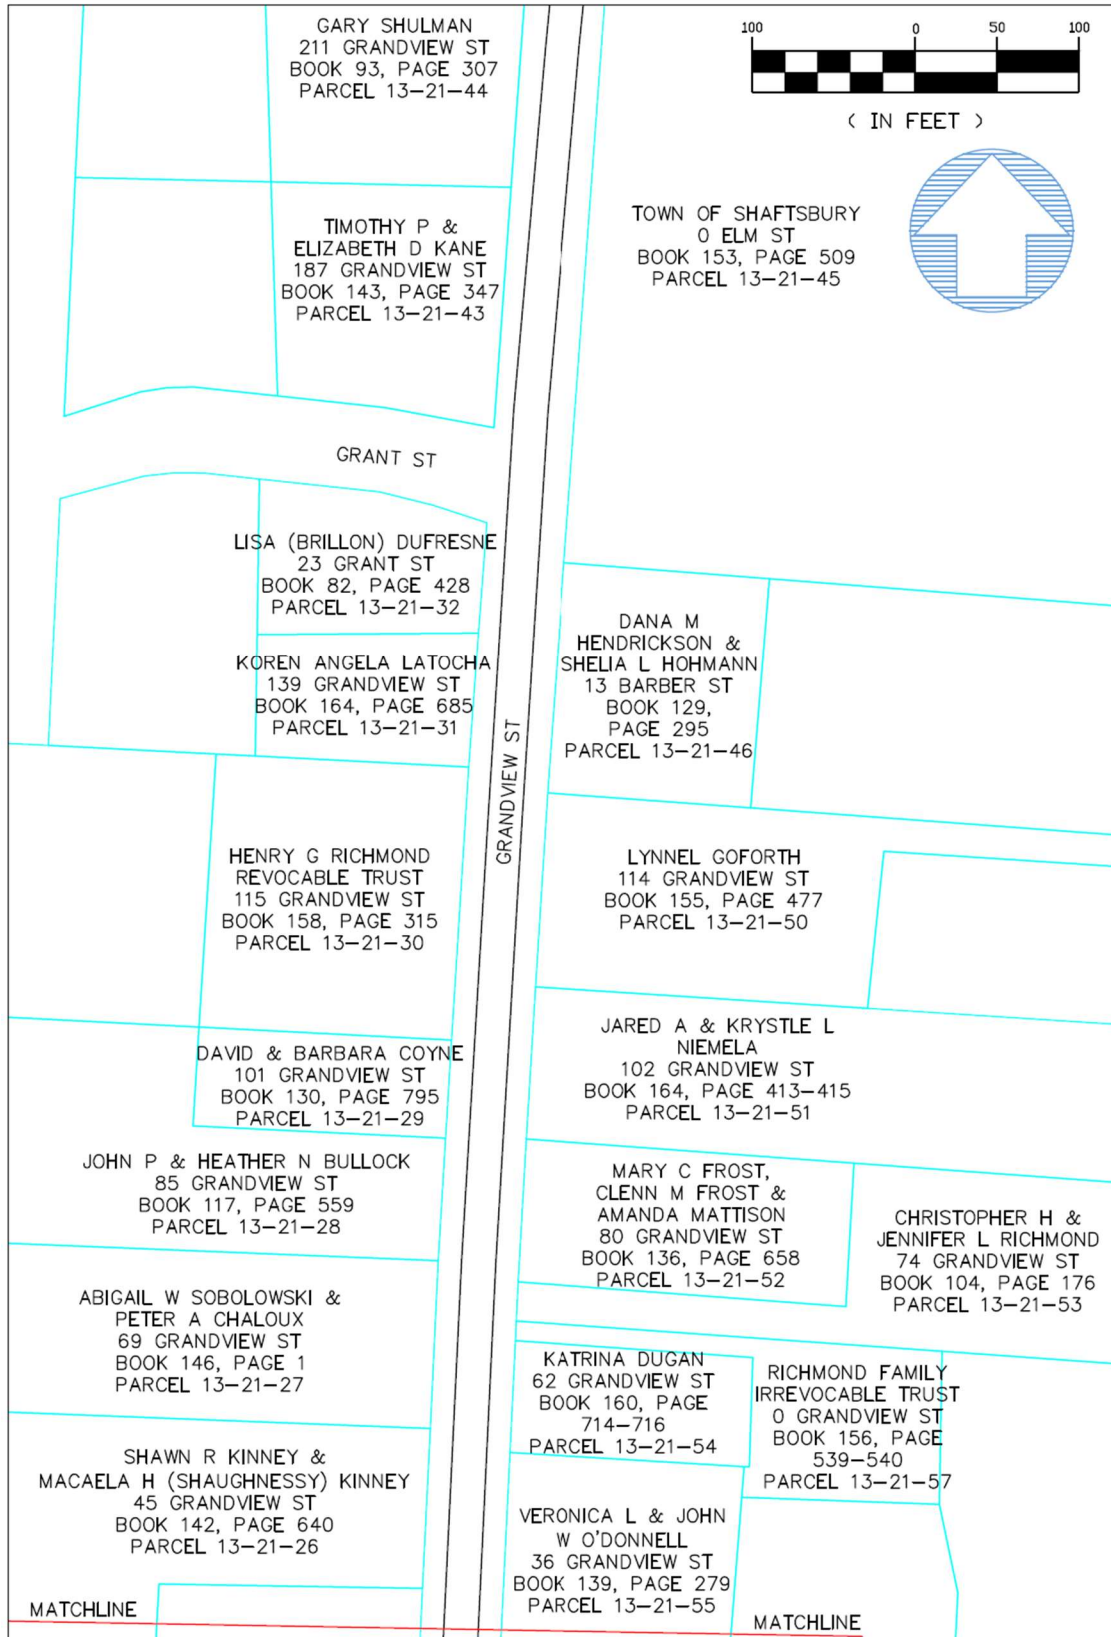 GARY SHULMAN
211 GRANDVIEW ST
BOOK 93, PAGE 307
PARCEL 13-21-44
100 0 50 100
( IN FEET )
TIMOTHY P &
ELIZABETH D KANE
187 GRANDVIEW ST
BOOK 143, PAGE 347
PARCEL 13-21-43
TOWN OF SHAFTSBURY
0 ELM ST
BOOK 153, PAGE 509
PARCEL 13-21-45
GRANT ST
LISA (BRILLON) DUFRESNE
23 GRANT ST
BOOK 82, PAGE 428
PARCEL 13-21-32
KOREN ANGELA LATOCHA
139 GRANDVIEW ST
BOOK 164, PAGE 685
PARCEL 13-21-31
DANA M
HENDRICKSON &
SHELIA L HOHMANN
13 BARBER ST
BOOK 129,
PAGE 295
PARCEL 13-21-46
GRANDVIEW ST
HENRY G RICHMOND
REVOCABLE TRUST
115 GRANDVIEW ST
BOOK 158, PAGE 315
PARCEL 13-21-30
LYNNEL GOFORTH
114 GRANDVIEW ST
BOOK 155, PAGE 477
PARCEL 13-21-50
DAVID & BARBARA COYNE
101 GRANDVIEW ST
BOOK 130, PAGE 795
PARCEL 13-21-29
JARED A & KRYSTLE L
NIEMELA
102 GRANDVIEW ST
BOOK 164, PAGE 413-415
PARCEL 13-21-51
JOHN P & HEATHER N BULLOCK
85 GRANDVIEW ST
BOOK 117, PAGE 559
PARCEL 13-21-28
MARY C FROST,
CLENN M FROST &
AMANDA MATTISON
80 GRANDVIEW ST
BOOK 136, PAGE 658
PARCEL 13-21-52
CHRISTOPHER H &
JENNIFER L RICHMOND
74 GRANDVIEW ST
BOOK 104, PAGE 176
PARCEL 13-21-53
ABIGAIL W SOBOLOWSKI &
PETER A CHALOUX
69 GRANDVIEW ST
BOOK 146, PAGE 1
PARCEL 13-21-27
KATRINA DUGAN
62 GRANDVIEW ST
BOOK 160, PAGE
714-716
PARCEL 13-21-54
RICHMOND FAMILY
IRREVOCABLE TRUST
0 GRANDVIEW ST
BOOK 156, PAGE
539-540
PARCEL 13-21-57
SHAWN R KINNEY &
MACAELA H (SHAUGHNESSY) KINNEY
45 GRANDVIEW ST
BOOK 142, PAGE 640
PARCEL 13-21-26
VERONICA L & JOHN
W O'DONNELL
36 GRANDVIEW ST
BOOK 139, PAGE 279
PARCEL 13-21-55
MATCHLINE
MATCHLINE